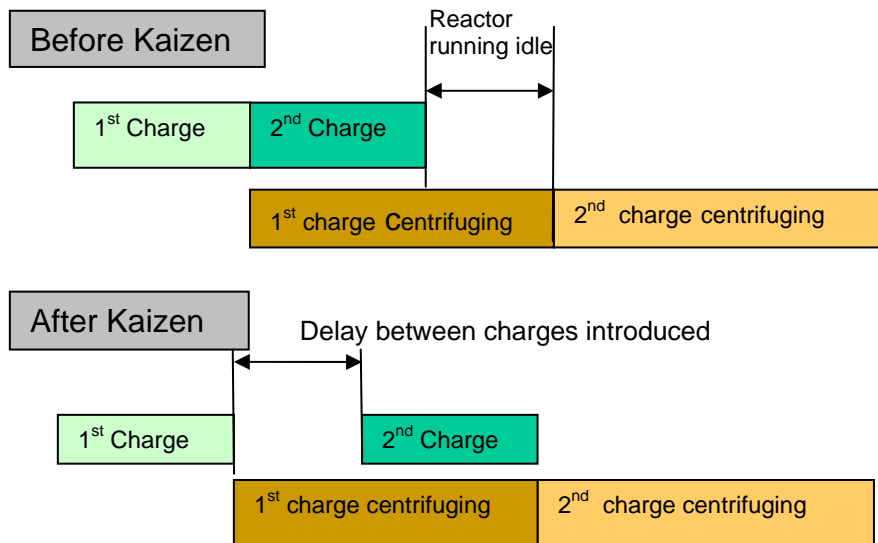 Before Kaizen
Reactor
running idle
1st Charge
2nd Charge
1st charge Centrifuging
2nd charge centrifuging
After Kaizen
Delay between charges introduced
1st Charge
2nd Charge
1st charge centrifuging
2nd charge centrifuging